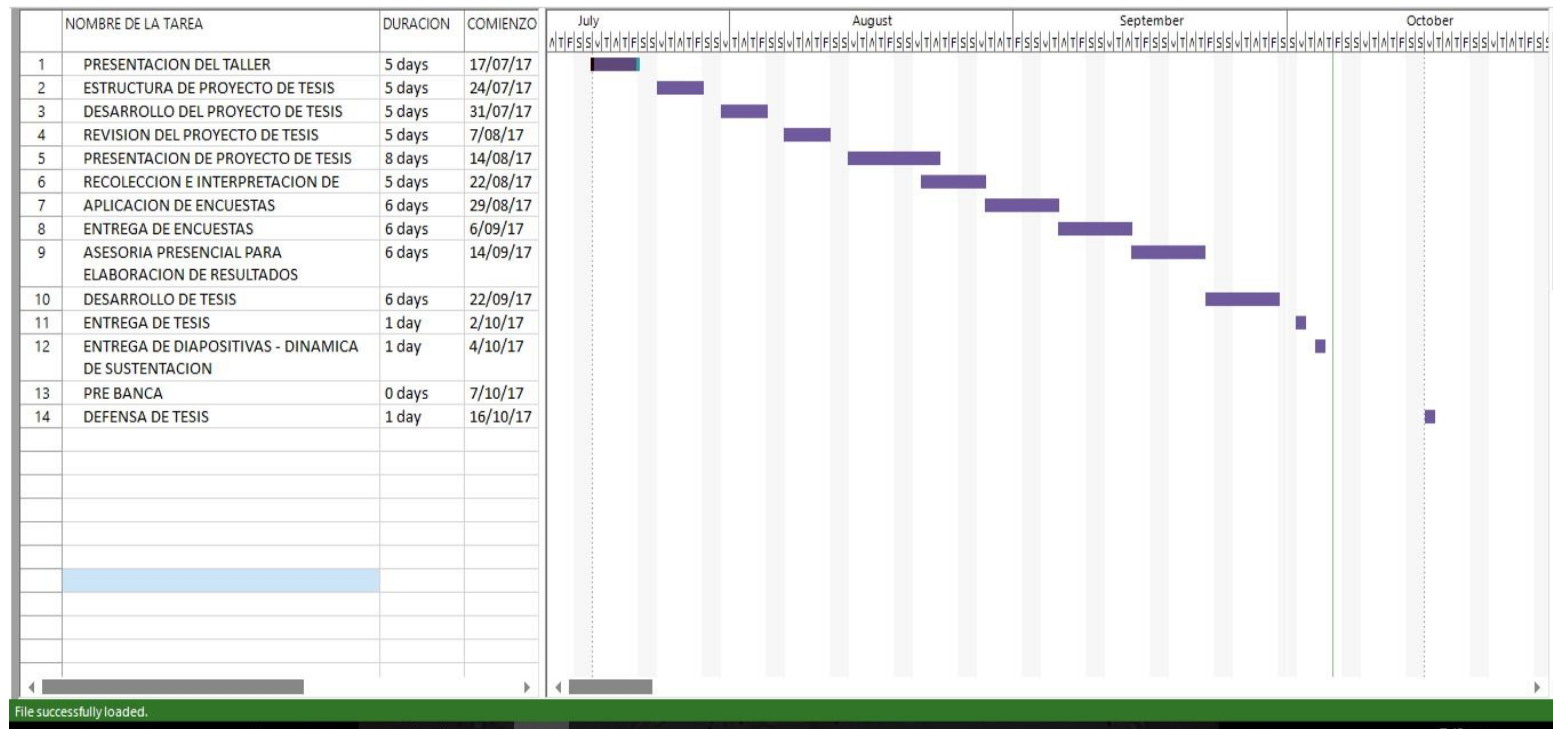 NOMBRE DE LA TAREA DURACION COMIENZO July August September October
1 PRESENTACION DEL TALLER 5 days 17/07/17
2 ESTRUCTURA DE PROYECTO DE TESIS 5 days 24/07/17
3 DESARROLLO DEL PROYECTO DE TESIS 5 days 31/07/17
4 REVISION DEL PROYECTO DE TESIS 5 days 7/08/17
5 PRESENTACION DE PROYECTO DE TESIS 8 days 14/08/17
6 RECOLECCION E INTERPRETACION DE 5 days 22/08/17
7 APLICACION DE ENCUESTAS 6 days 29/08/17
8 ENTREGA DE ENCUESTAS 6 days 6/09/17
9 ASESORIA PRESENCIAL PARA 6 days 14/09/17
ELABORACION DE RESULTADOS
10 DESARROLLO DE TESIS 6 days 22/09/17
11 ENTREGA DE TESIS 1 day 2/10/17
12 ENTREGA DE DIAPOSITIVAS - DINAMICA 1 day 4/10/17
DE SUSTENTACION
13 PRE BANCA 0 days 7/10/17
14 DEFENSA DE TESIS 1 day 16/10/17
File successfully loaded.